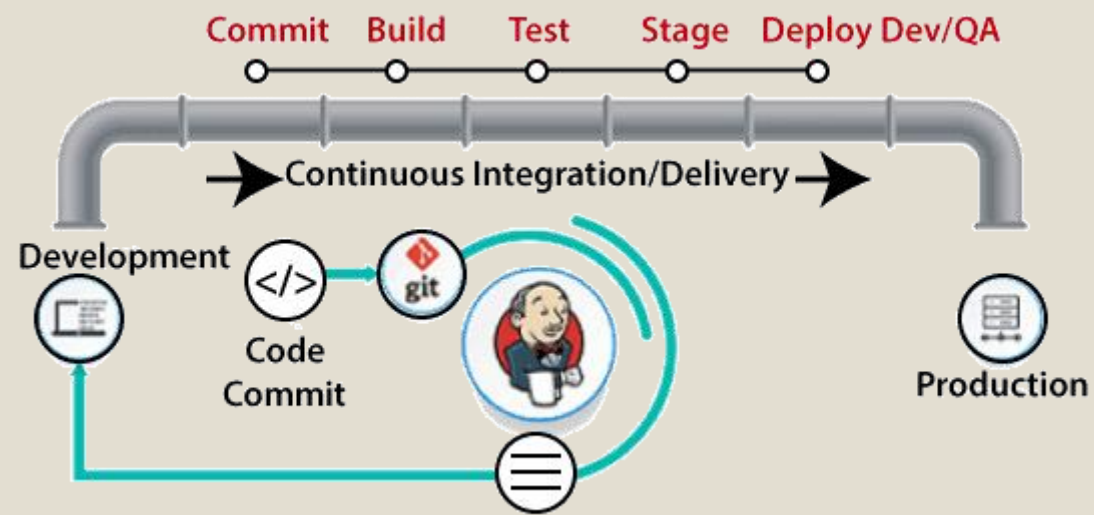 Commit Build Test Stage Deploy Dev/QA
Continuous Integration/Delivery
Development
</>
git
Code
Commit
Production